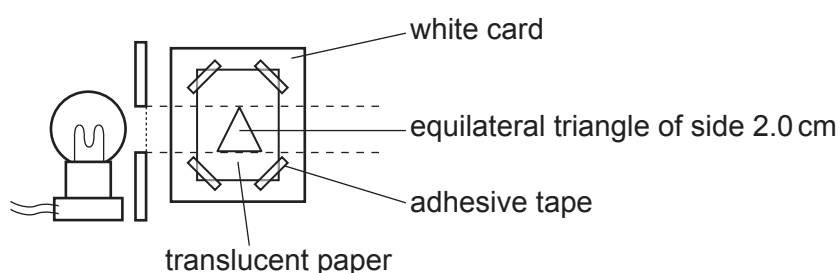 white card
equilateral triangle of side 2.0 cm
adhesive tape
translucent paper